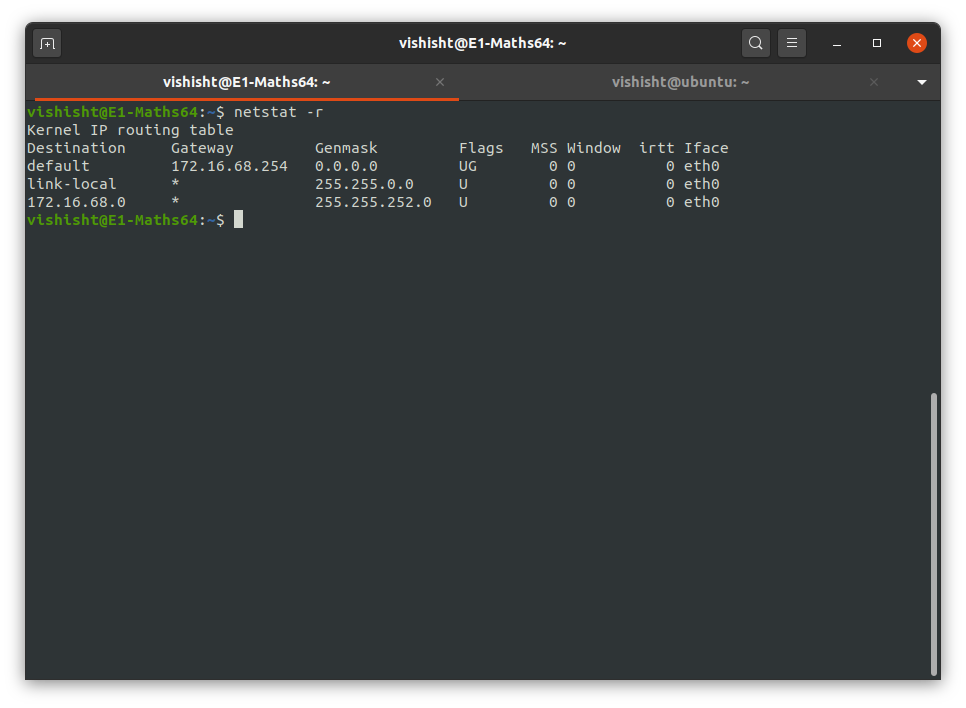 vishisht@E1-Maths64: ~
vishisht@E1-Maths64: ~ vishisht@ubuntu: ~
vishisht@E1-Maths64:~$ netstat -r
Kernel IP routing table
Destination     Gateway         Genmask         Flags   MSS Window  irtt Iface
default         172.16.68.254   0.0.0.0         UG        0 0          0 eth0
link-local      *               255.255.0.0     U         0 0          0 eth0
172.16.68.0     *               255.255.252.0   U         0 0          0 eth0
vishisht@E1-Maths64:~$